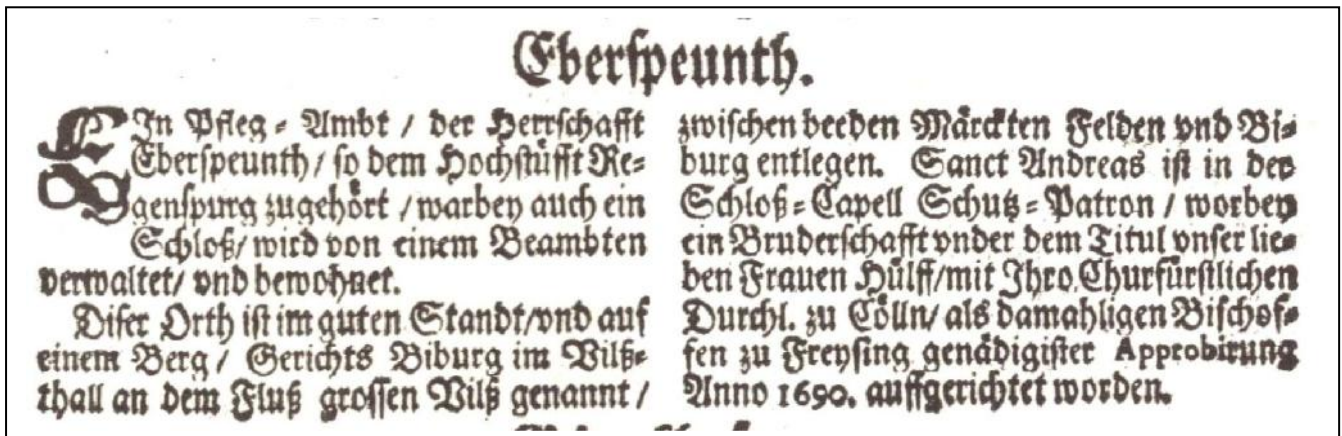 Eberſpeunth.
EIn Pfleg-Ambt / der Herrſchafft
Eberſpeunth / ſo dem Hochſtüfft Re-
genſpurg zugehört / warbey auch ein
Schloß / wird von einem Beambten
verwaltet / vnd bewohnet.
Diſer Orth iſt im guten Standt / vnd auf
einem Berg / Gerichts Biburg im Vilß-
thall an dem Fluß groſſen Vilß genannt /
zwiſchen beeden Märckten Felden vnd Bi-
burg entlegen. Sanct Andreas iſt in der
Schloß-Capell Schutz-Patron / worbey
ein Bruderſchafft vnder dem Titul vnſer lie-
ben Frauen Hülff / mit Ihro Churfürſtlichen
Durchl. zu Cölln / als damahligen Biſchof-
fen zu Freyſing genädigiſter Approbirung
Anno 1690. auffgerichtet worden.